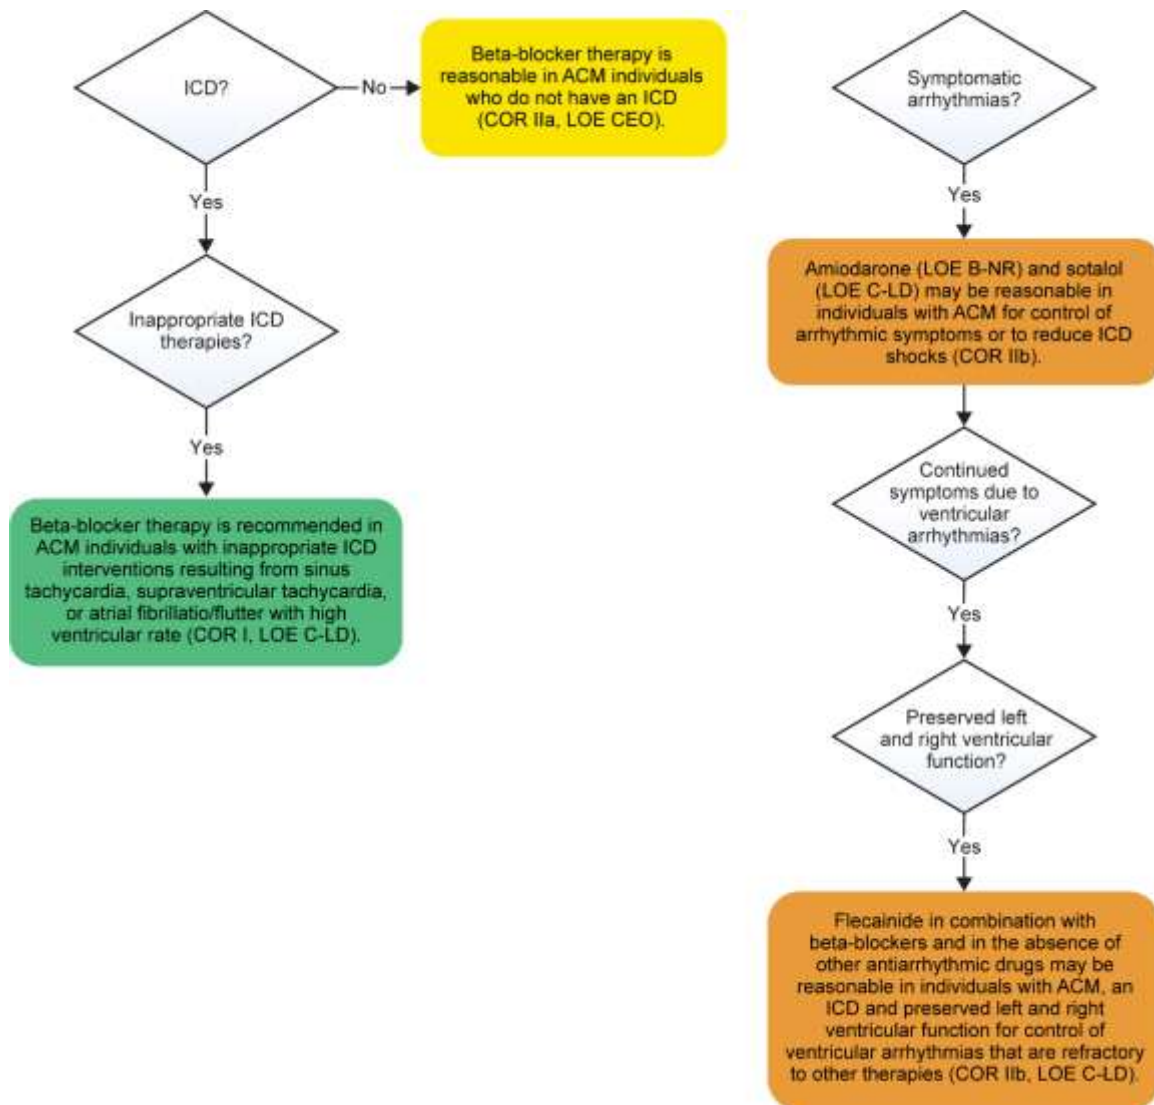 ICD?
No
Beta-blocker therapy is
reasonable in ACM individuals
who do not have an ICD
(COR IIa, LOE CEO).
Yes
Inappropriate ICD
therapies?
Yes
Beta-blocker therapy is recommended in
ACM individuals with inappropriate ICD
interventions resulting from sinus
tachycardia, supraventricular tachycardia,
or atrial fibrillatio/flutter with high
ventricular rate (COR I, LOE C-LD).
Symptomatic
arrhythmias?
Yes
Amiodarone (LOE B-NR) and sotalol
(LOE C-LD) may be reasonable in
individuals with ACM for control of
arrhythmic symptoms or to reduce ICD
shocks (COR IIb).
Continued
symptoms due to
ventricular
arrhythmias?
Yes
Preserved left
and right ventricular
function?
Yes
Flecainide in combination with
beta-blockers and in the absence of
other antiarrhythmic drugs may be
reasonable in individuals with ACM, an
ICD and preserved left and right
ventricular function for control of
ventricular arrhythmias that are refractory
to other therapies (COR IIb, LOE C-LD).